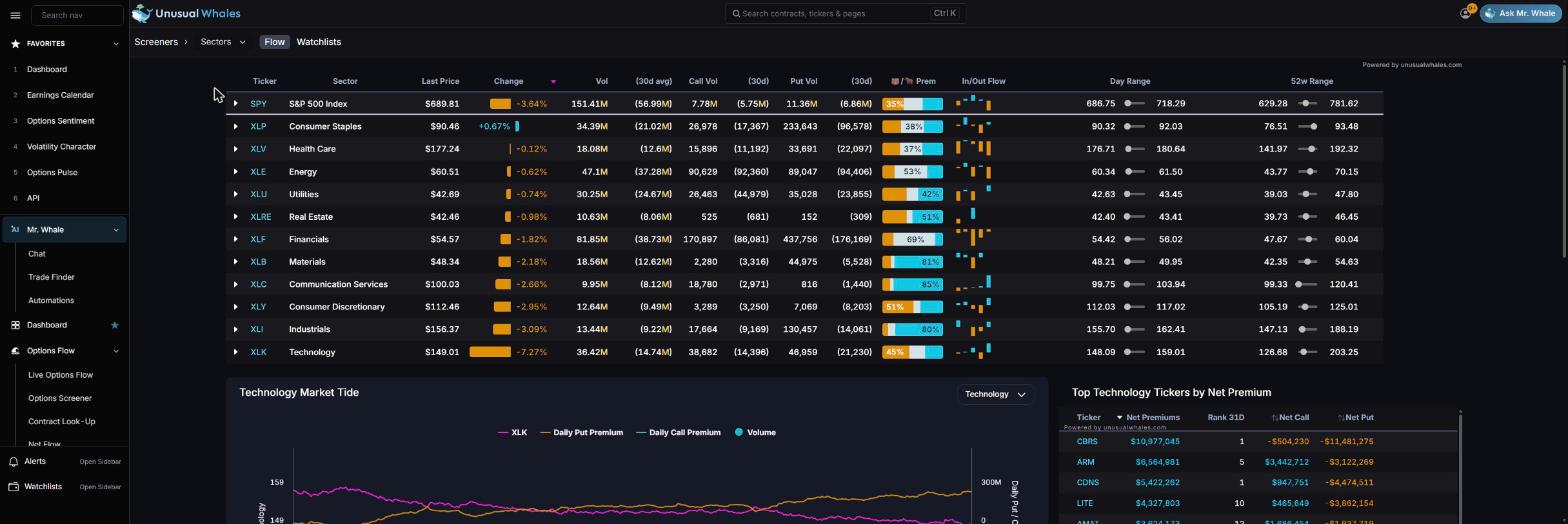 Search nav
Unusual Whales
Search contracts, tickers & pages
Ctrl K
9+
Ask Mr. Whale
FAVORITES
1 Dashboard
2 Earnings Calendar
3 Options Sentiment
4 Volatility Character
5 Options Pulse
6 API
AI Mr. Whale
Chat
Trade Finder
Automations
Dashboard
Options Flow
Live Options Flow
Options Screener
Contract Look-Up
Net Flow
Alerts Open Sidebar
Watchlists Open Sidebar
Screeners > Sectors Flow Watchlists
Powered by unusualwhales.com
Ticker Sector Last Price Change Vol (30d avg) Call Vol (30d) Put Vol (30d) / Prem In/Out Flow Day Range 52w Range
SPY S&P 500 Index $689.81 -3.64% 151.41M (56.99M) 7.78M (5.75M) 11.36M (6.86M) 35% 686.75 718.29 629.28 781.62
XLP Consumer Staples $90.46 +0.67% 34.39M (21.02M) 26,978 (17,367) 233,643 (96,578) 38% 90.32 92.03 76.51 93.48
XLV Health Care $177.24 -0.12% 18.08M (12.6M) 15,896 (11,192) 33,691 (22,097) 37% 176.71 180.64 141.97 192.32
XLE Energy $60.51 -0.62% 47.1M (37.28M) 90,629 (92,360) 89,047 (94,406) 53% 60.34 61.50 43.77 70.15
XLU Utilities $42.69 -0.74% 30.25M (24.67M) 26,463 (44,979) 35,028 (23,855) 42% 42.63 43.45 39.03 47.80
XLRE Real Estate $42.46 -0.98% 10.63M (8.06M) 525 (681) 152 (309) 51% 42.40 43.41 39.73 46.45
XLF Financials $54.57 -1.82% 81.85M (38.73M) 170,897 (86,081) 437,756 (176,169) 69% 54.42 56.02 47.67 60.04
XLB Materials $48.34 -2.18% 18.56M (12.62M) 2,280 (3,316) 44,975 (5,528) 81% 48.21 49.95 42.35 54.63
XLC Communication Services $100.03 -2.66% 9.95M (8.12M) 18,780 (2,971) 816 (1,440) 85% 99.75 103.94 99.33 120.41
XLY Consumer Discretionary $112.46 -2.95% 12.64M (9.49M) 3,289 (3,250) 7,069 (8,203) 51% 112.03 117.02 105.19 125.01
XLI Industrials $156.37 -3.09% 13.44M (9.22M) 17,664 (9,169) 130,457 (14,061) 80% 155.70 162.41 147.13 188.19
XLK Technology $149.01 -7.27% 36.42M (14.74M) 38,682 (14,396) 46,959 (21,230) 45% 148.09 159.01 126.68 203.25
Technology Market Tide
Technology
XLK Daily Put Premium Daily Call Premium Volume
159
149
300M
0
Top Technology Tickers by Net Premium
Ticker Net Premiums Rank 31D Net Call Net Put
Powered by unusualwhales.com
CBRS $10,977,045 1 -$504,230 -$11,481,275
ARM $6,564,981 5 $3,442,712 -$3,122,269
CDNS $5,422,262 1 $947,751 -$4,474,511
LITE $4,327,803 10 $465,649 -$3,862,154